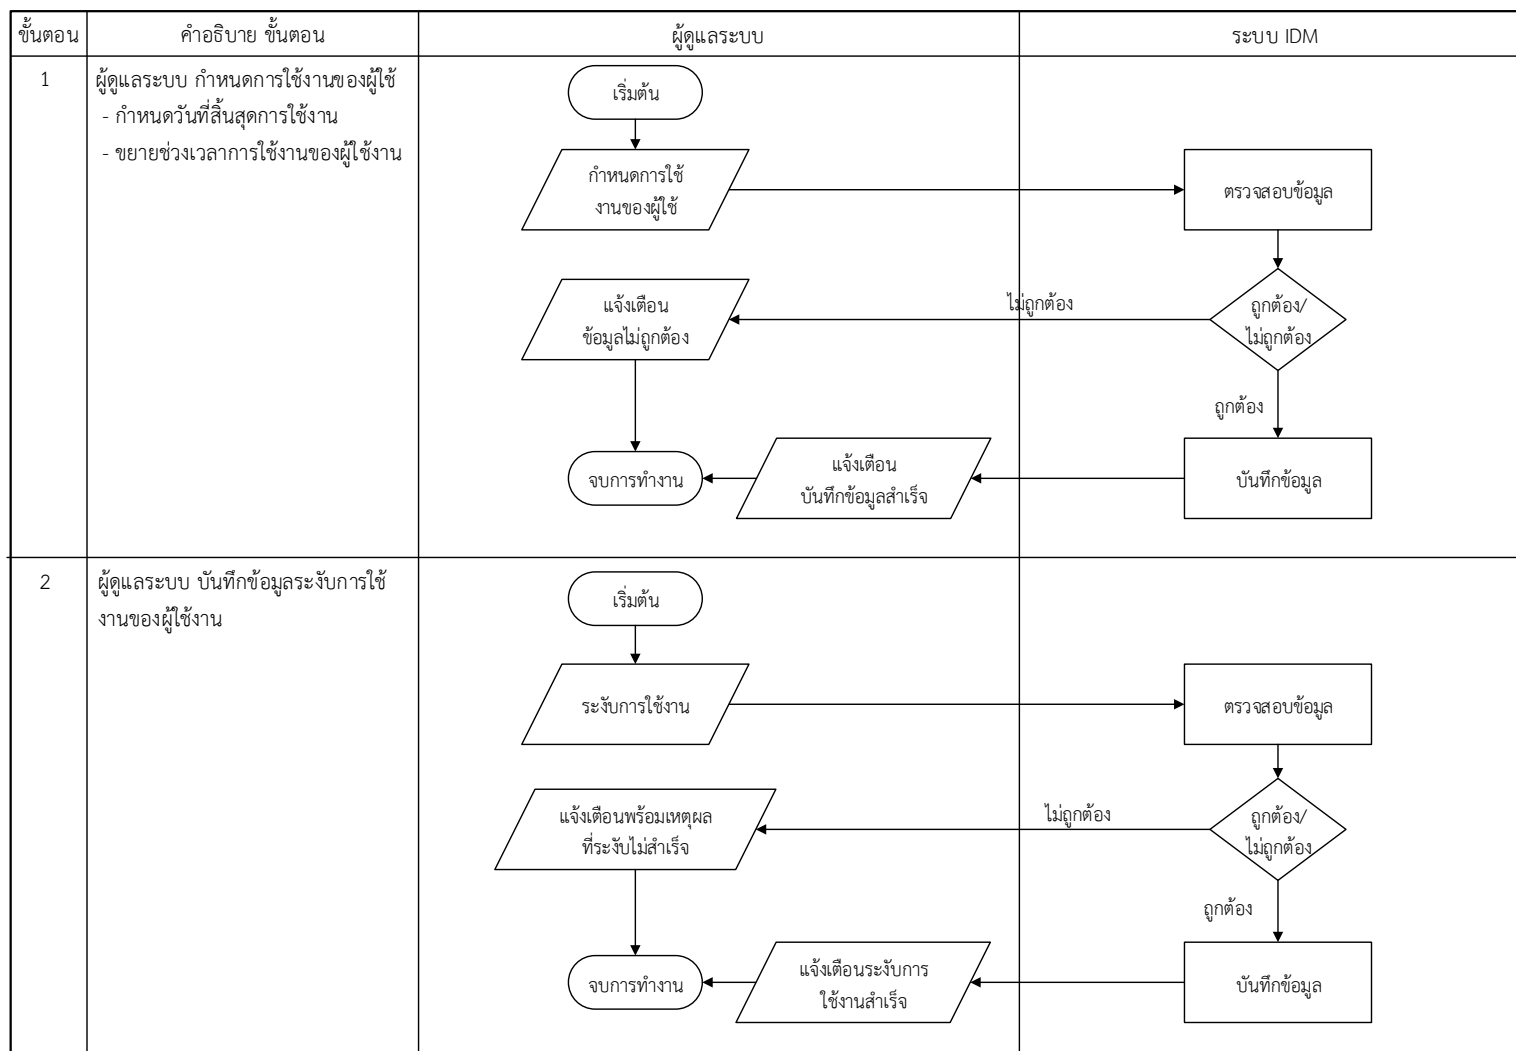 ขั้นตอน
คำอธิบาย ขั้นตอน
ผู้ดูแลระบบ
ระบบ IDM
1
ผู้ดูแลระบบ กำหนดการใช้งานของผู้ใช้
- กำหนดวันที่สิ้นสุดการใช้งาน
- ขยายช่วงเวลาการใช้งานของผู้ใช้งาน
เริ่มต้น
กำหนดการใช้
งานของผู้ใช้
ตรวจสอบข้อมูล
แจ้งเตือน
ข้อมูลไม่ถูกต้อง
ไม่ถูกต้อง
ถูกต้อง/
ไม่ถูกต้อง
ถูกต้อง
จบการทำงาน
แจ้งเตือน
บันทึกข้อมูลสำเร็จ
บันทึกข้อมูล
2
ผู้ดูแลระบบ บันทึกข้อมูลระงับการใช้
งานของผู้ใช้งาน
เริ่มต้น
ระงับการใช้งาน
ตรวจสอบข้อมูล
แจ้งเตือนพร้อมเหตุผล
ที่ระงับไม่สำเร็จ
ไม่ถูกต้อง
ถูกต้อง/
ไม่ถูกต้อง
ถูกต้อง
จบการทำงาน
แจ้งเตือนระงับการ
ใช้งานสำเร็จ
บันทึกข้อมูล